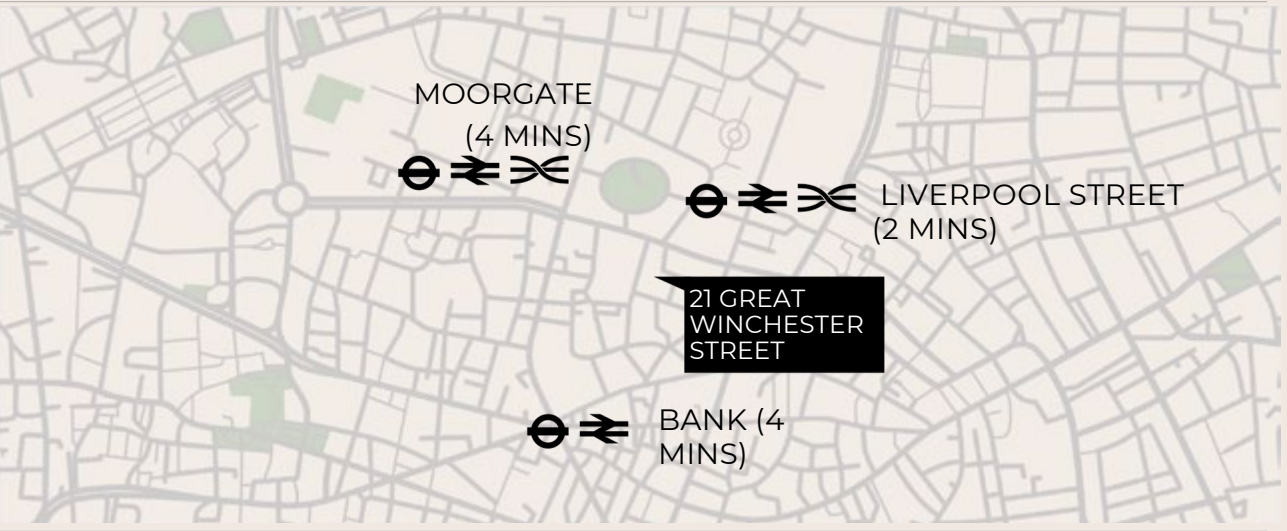 MOORGATE
(4 MINS)
LIVERPOOL STREET
(2 MINS)
21 GREAT
WINCHESTER
STREET
BANK (4
MINS)